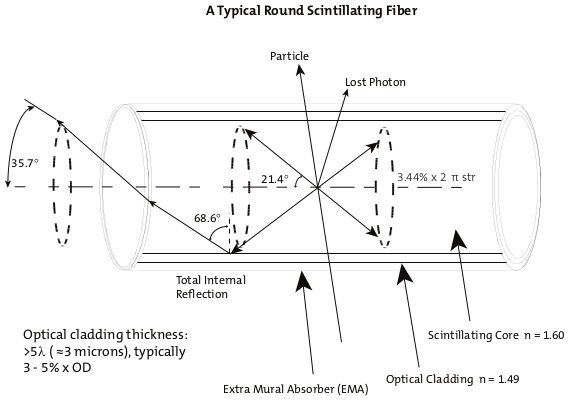 A Typical Round Scintillating Fiber
Particle
Lost Photon
35.7°
21.4°
3.44% x 2 π str
68.6°
Total Internal
Reflection
Optical cladding thickness:
>5λ ( ≈3 microns), typically
3 - 5% x OD
Scintillating Core n = 1.60
Optical Cladding n = 1.49
Extra Mural Absorber (EMA)